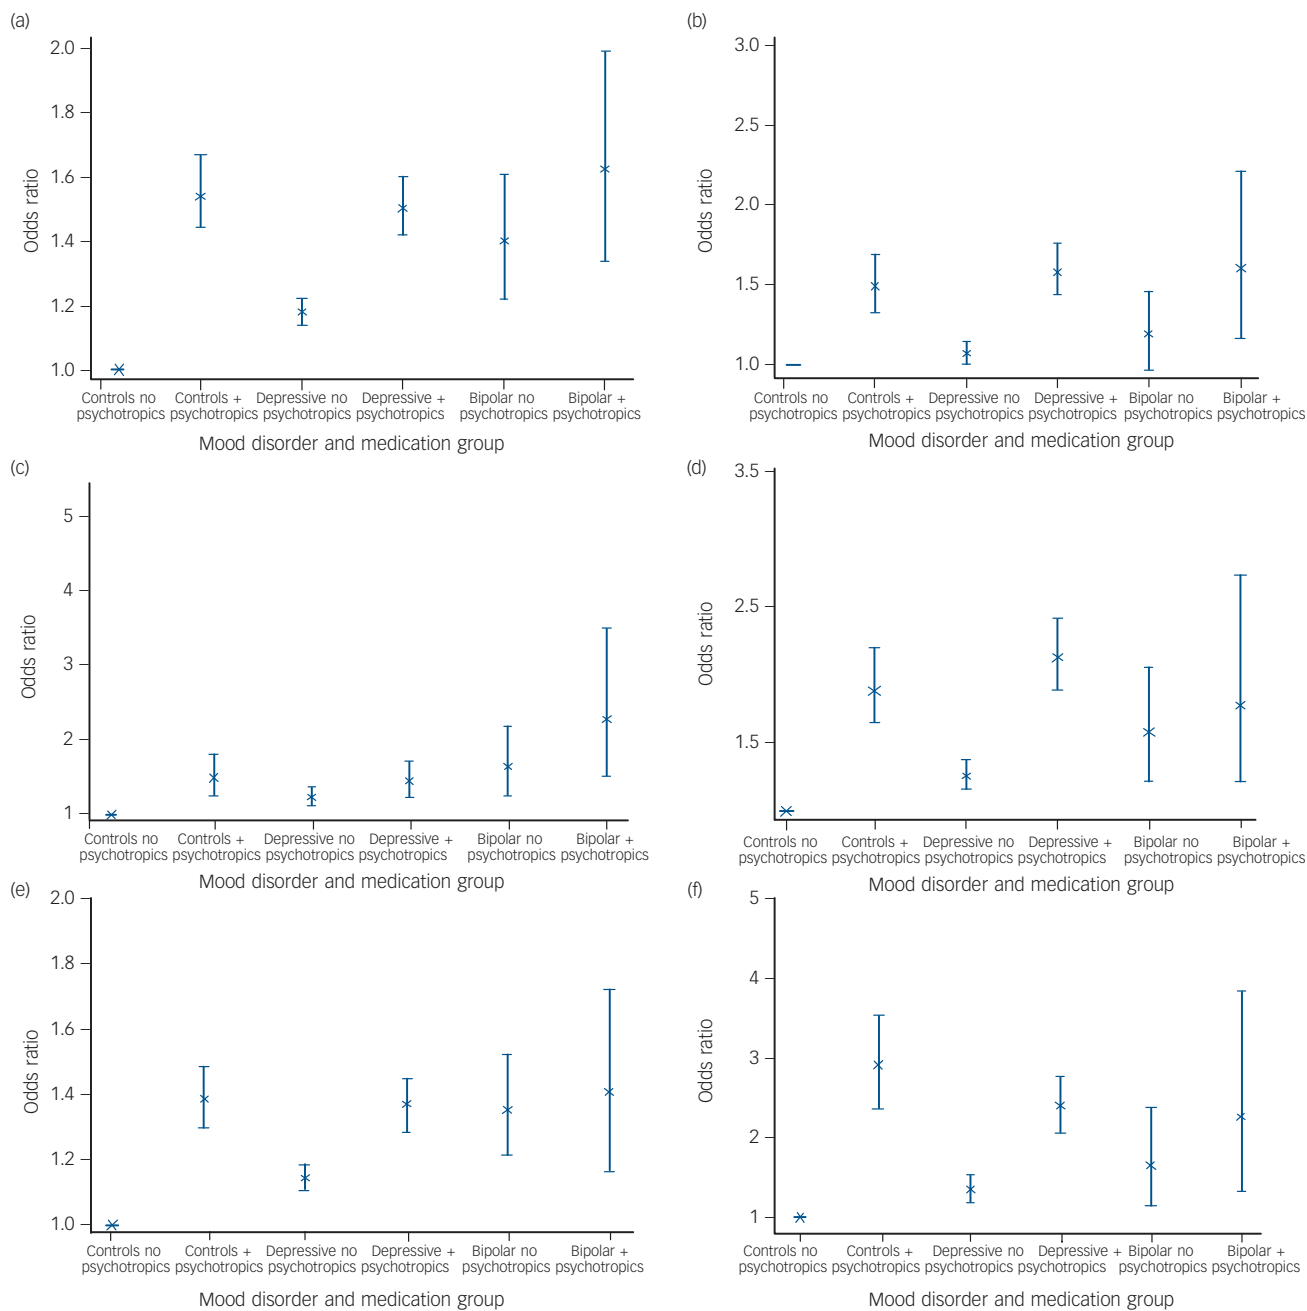 (a)
2.0
1.8
1.6
1.4
1.2
1.0
Odds ratio
Controls no psychotropics
Controls + psychotropics
Depressive no psychotropics
Depressive + psychotropics
Bipolar no psychotropics
Bipolar + psychotropics
Mood disorder and medication group
(b)
3.0
2.5
2.0
1.5
1.0
Odds ratio
Controls no psychotropics
Controls + psychotropics
Depressive no psychotropics
Depressive + psychotropics
Bipolar no psychotropics
Bipolar + psychotropics
Mood disorder and medication group
(c)
5
4
3
2
1
Odds ratio
Controls no psychotropics
Controls + psychotropics
Depressive no psychotropics
Depressive + psychotropics
Bipolar no psychotropics
Bipolar + psychotropics
Mood disorder and medication group
(d)
3.5
2.5
1.5
Odds ratio
Controls no psychotropics
Controls + psychotropics
Depressive no psychotropics
Depressive + psychotropics
Bipolar no psychotropics
Bipolar + psychotropics
Mood disorder and medication group
(e)
2.0
1.8
1.6
1.4
1.2
1.0
Odds ratio
Controls no psychotropics
Controls + psychotropics
Depressive no psychotropics
Depressive + psychotropics
Bipolar no psychotropics
Bipolar + psychotropics
Mood disorder and medication group
(f)
5
4
3
2
1
Odds ratio
Controls no psychotropics
Controls + psychotropics
Depressive no psychotropics
Depressive + psychotropics
Bipolar no psychotropics
Bipolar + psychotropics
Mood disorder and medication group